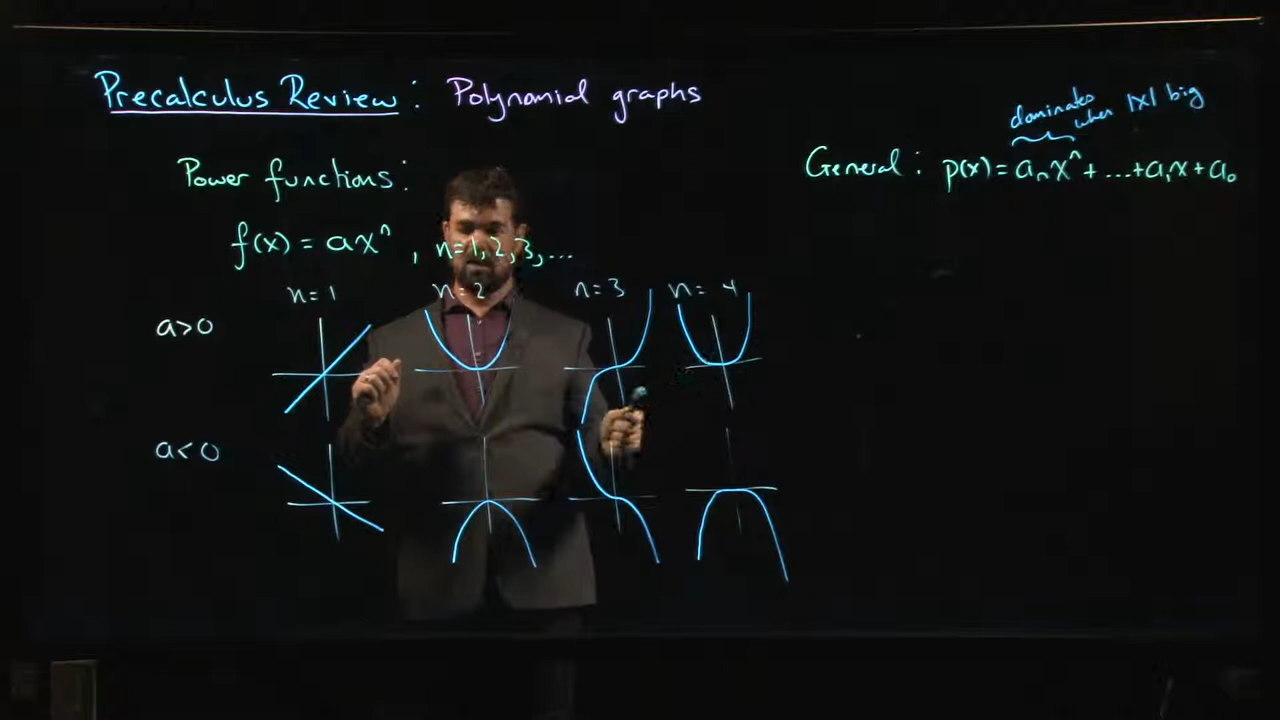 Precalculus Review: Polynomial graphs
dominates when |x| big
Power functions:
General: p(x) = aₙxⁿ + ... + a₁x + a₀
f(x) = axⁿ, n=1,2,3,...
n=1 n=2 n=3 n=4
a>0
a<0